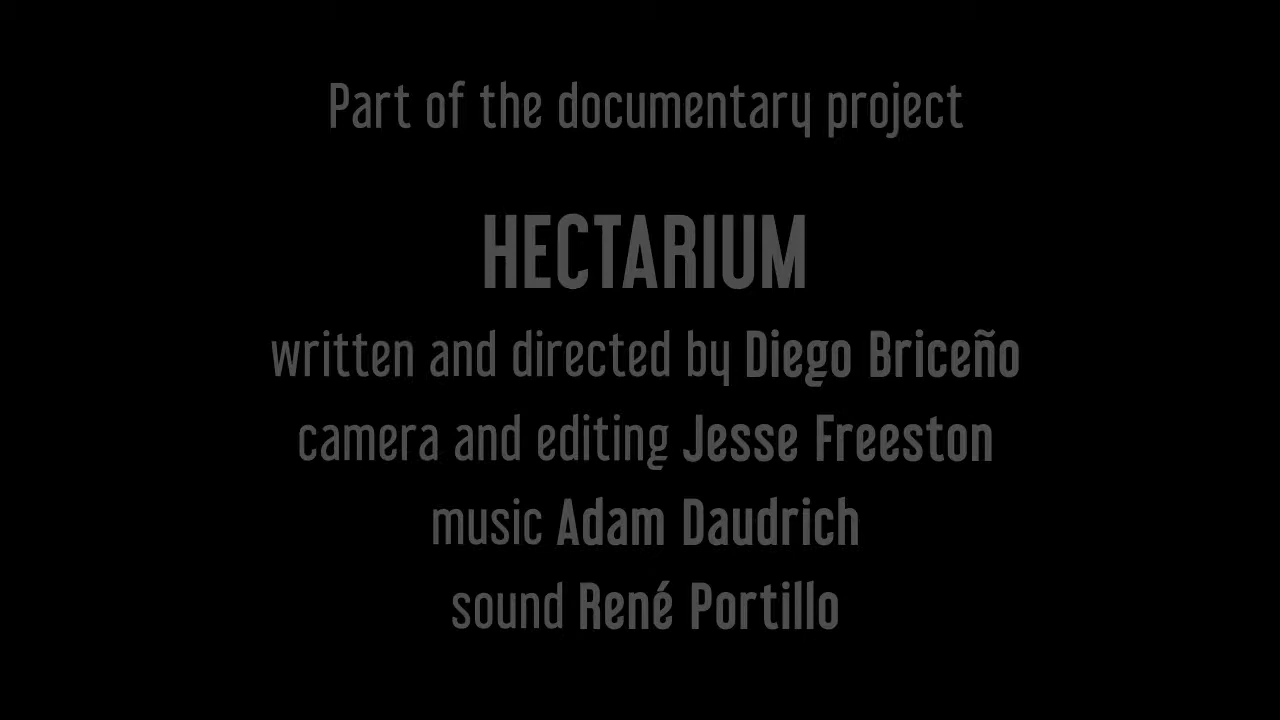 Part of the documentary project
HECTARIUM
written and directed by Diego Briceño
camera and editing Jesse Freeston
music Adam Daudrich
sound René Portillo